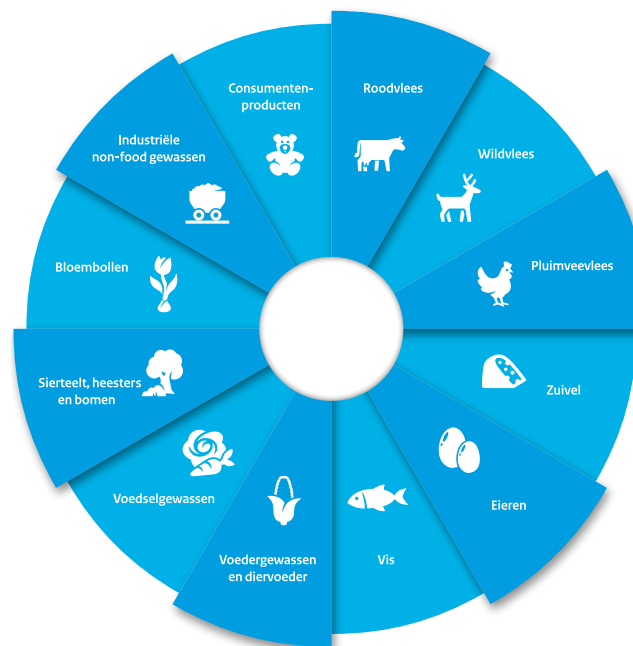 Consumenten-
producten
Roodvlees
Wildvlees
Pluimveevlees
Zuivel
Eieren
Vis
Voedergewassen
en diervoeder
Voedselgewassen
Sierteelt, heesters
en bomen
Bloembollen
Industriële
non-food gewassen